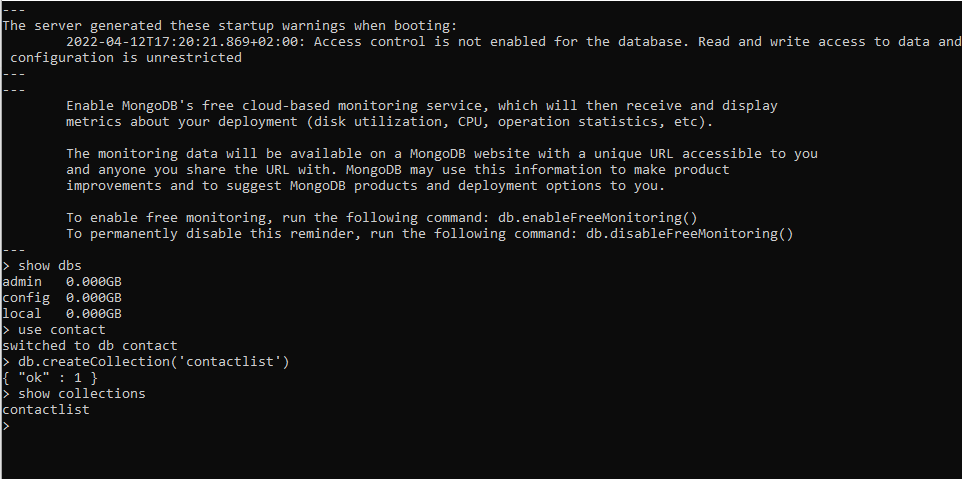 ---
The server generated these startup warnings when booting:
        2022-04-12T17:20:21.869+02:00: Access control is not enabled for the database. Read and write access to data and
 configuration is unrestricted
---
---
        Enable MongoDB's free cloud-based monitoring service, which will then receive and display
        metrics about your deployment (disk utilization, CPU, operation statistics, etc).

        The monitoring data will be available on a MongoDB website with a unique URL accessible to you
        and anyone you share the URL with. MongoDB may use this information to make product
        improvements and to suggest MongoDB products and deployment options to you.

        To enable free monitoring, run the following command: db.enableFreeMonitoring()
        To permanently disable this reminder, run the following command: db.disableFreeMonitoring()
---
> show dbs
admin   0.000GB
config  0.000GB
local   0.000GB
> use contact
switched to db contact
> db.createCollection('contactlist')
{ "ok" : 1 }
> show collections
contactlist
>